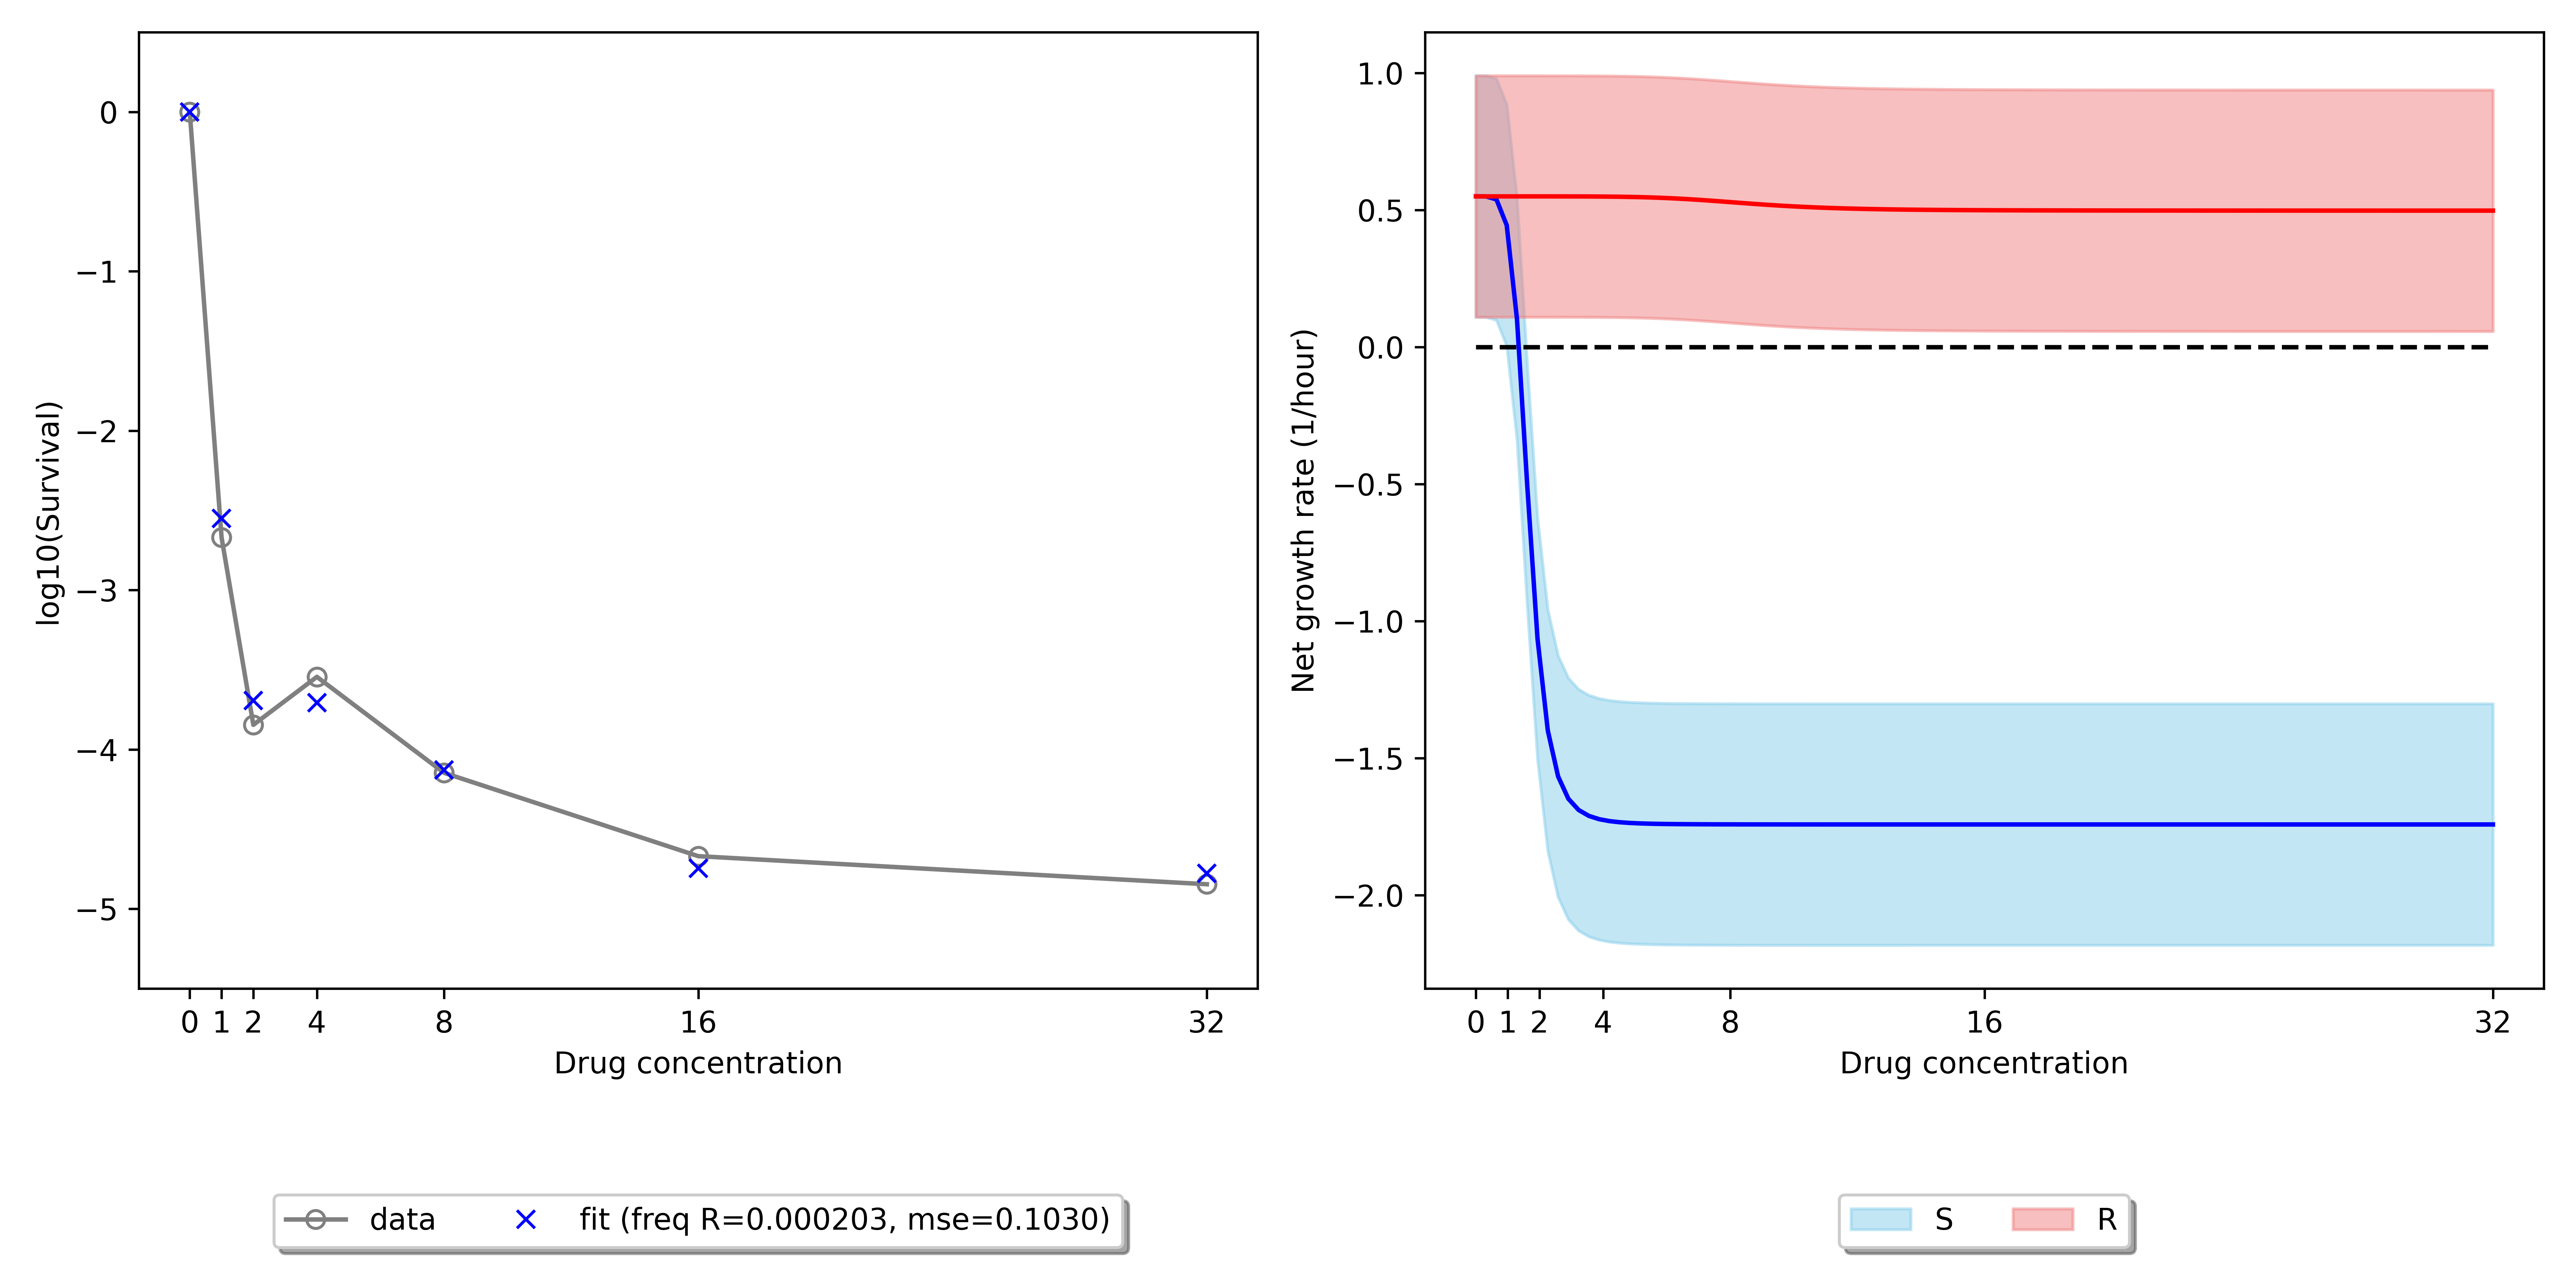 0
−1
−2
−3
−4
−5
log10(Survival)
0 1 2 4 8 16 32
Drug concentration
data fit (freq R=0.000203, mse=0.1030)
1.0
0.5
0.0
−0.5
−1.0
−1.5
−2.0
Net growth rate (1/hour)
0 1 2 4 8 16 32
Drug concentration
S R